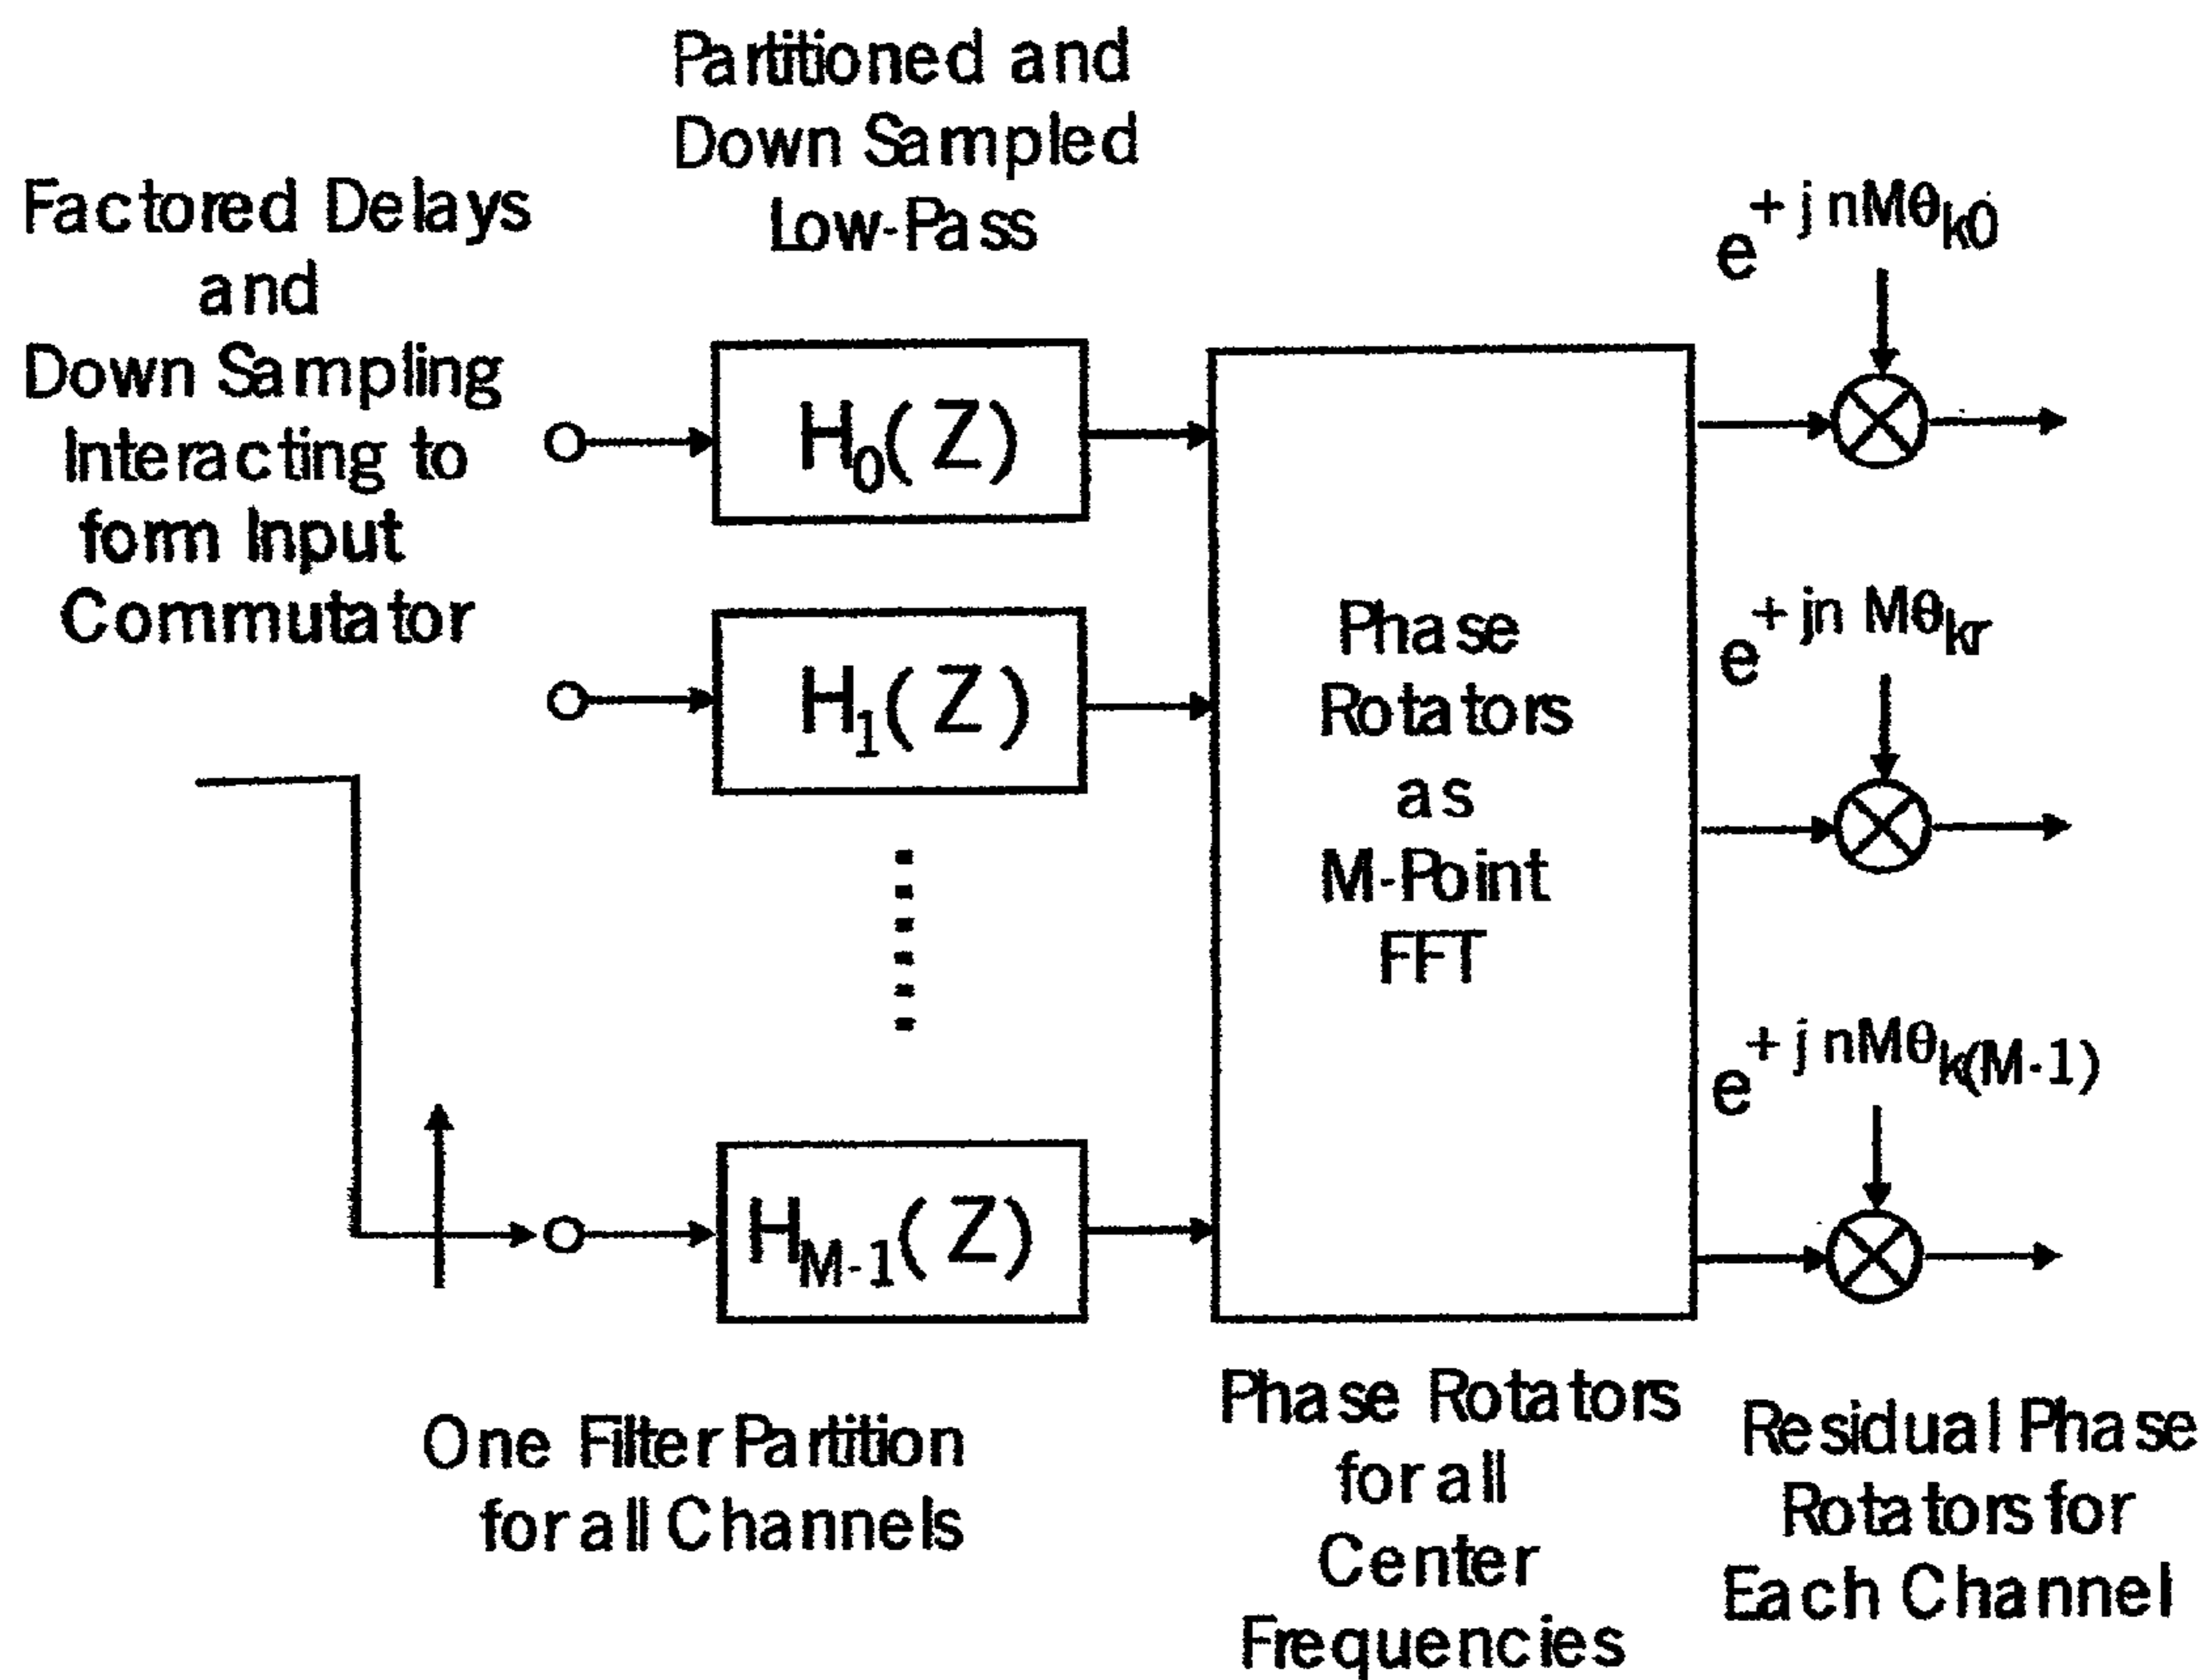 Partitioned and
Down Sampled
Low-Pass
Factored Delays
and
Down Sampling
Interacting to
form Input
Commutator
H0(Z)
H1(Z)
HM-1(Z)
Phase
Rotators
as
M-Point
FFT
e+jnMθk0
e+jnMθkr
e+jnMθk(M-1)
One Filter Partition
for all Channels
Phase Rotators
for all
Center
Frequencies
Residual Phase
Rotators for
Each Channel